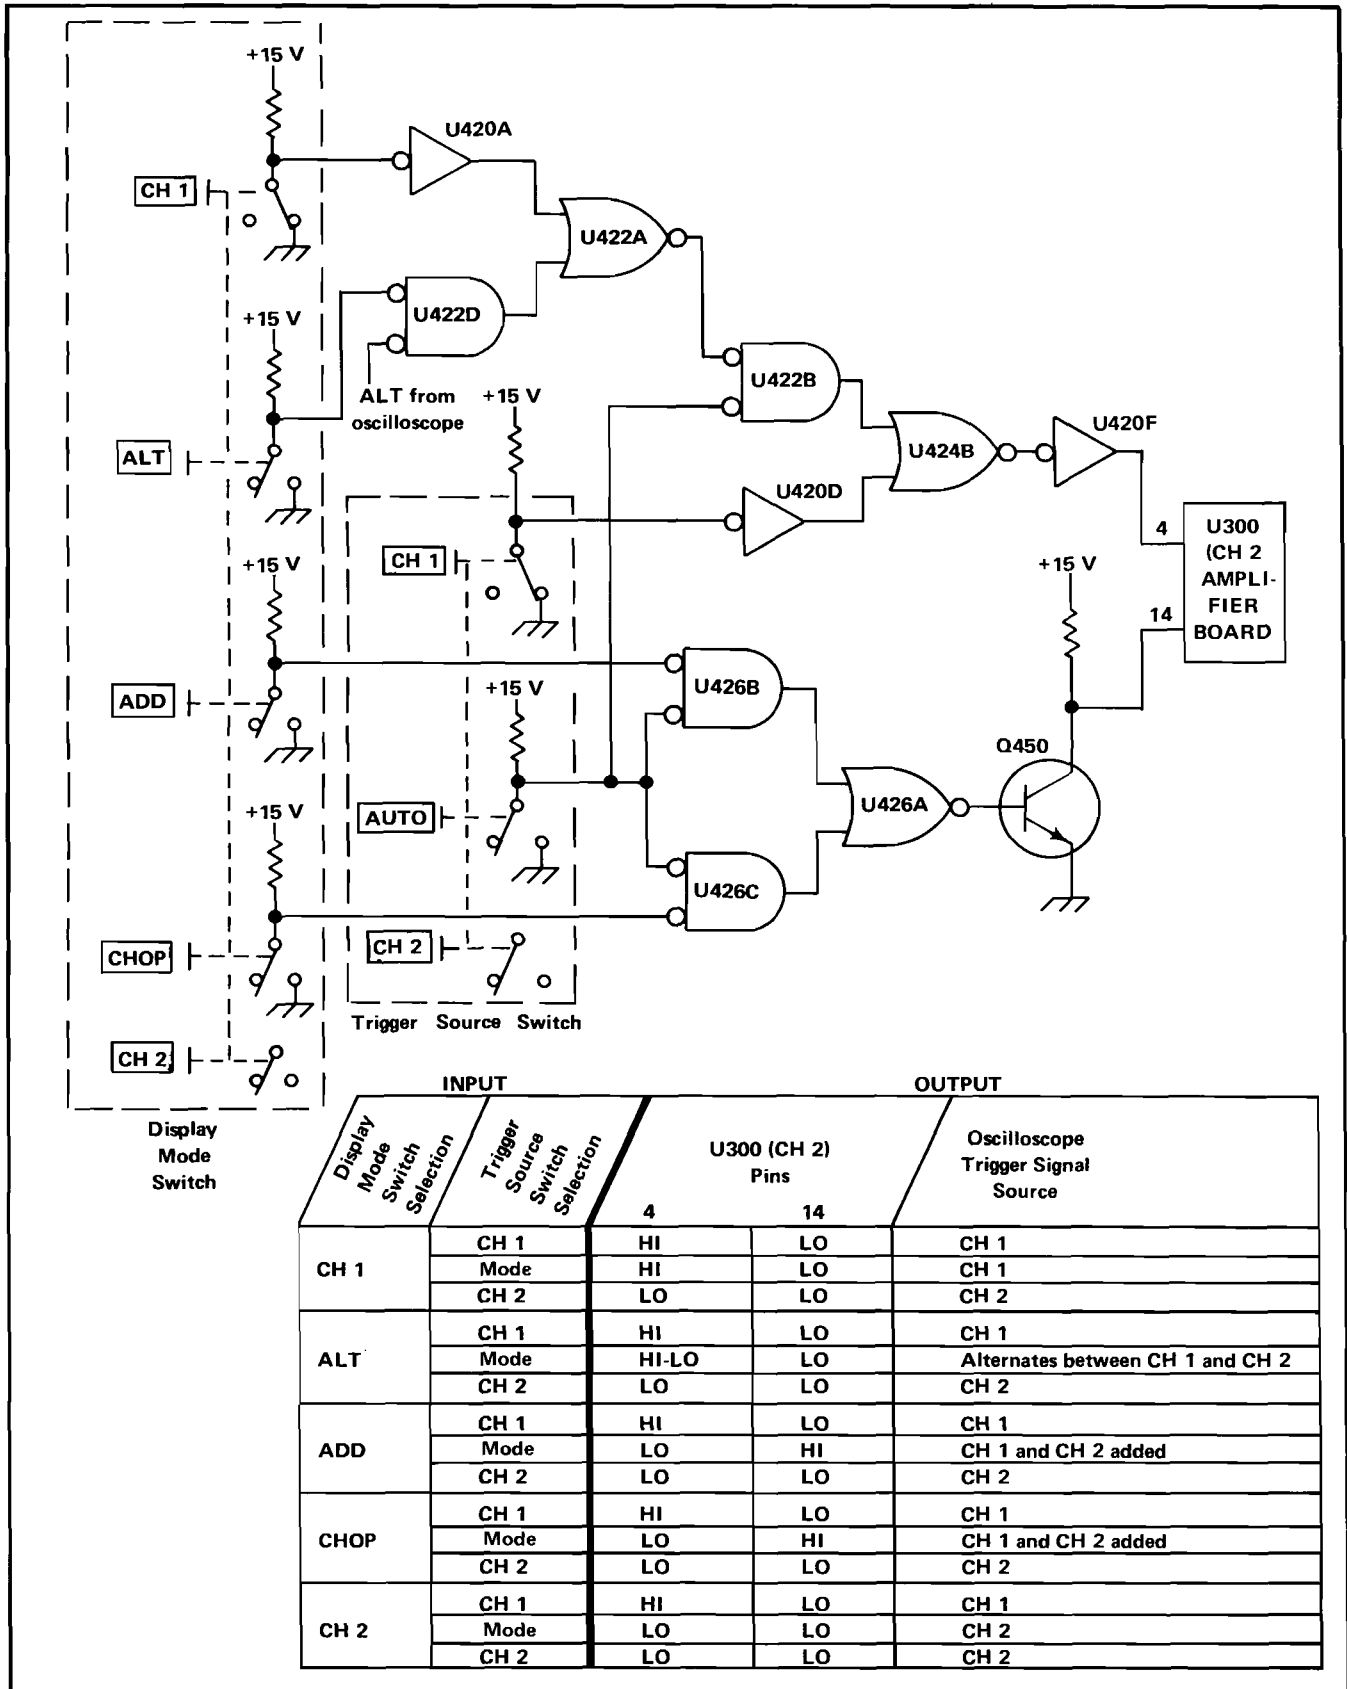 +15 V
U420A
CH 1
U422A
U422D
+15 V
ALT from
oscilloscope
+15 V
U422B
U420F
U424B
ALT
U420D
CH 1
4
U300
(CH 2
AMPLI-
FIER
BOARD
+15 V
+15 V
14
U426B
+15 V
ADD
Q450
+15 V
AUTO
U426A
U426C
CH 2
CHOP
Trigger Source Switch
CH 2
Display
Mode
Switch
INPUT OUTPUT
Display
Mode
Switch
Selection
Trigger
Source
Switch
Selection
U300 (CH 2)
Pins
4 14
Oscilloscope
Trigger Signal
Source
CH 1 HI LO CH 1
CH 1 Mode HI LO CH 1
CH 2 LO LO CH 2
CH 1 HI LO CH 1
ALT Mode HI-LO LO Alternates between CH 1 and CH 2
CH 2 LO LO CH 2
CH 1 HI LO CH 1
ADD Mode LO HI CH 1 and CH 2 added
CH 2 LO LO CH 2
CH 1 HI LO CH 1
CHOP Mode LO HI CH 1 and CH 2 added
CH 2 LO LO CH 2
CH 1 HI LO CH 1
CH 2 Mode LO LO CH 2
CH 2 LO LO CH 2